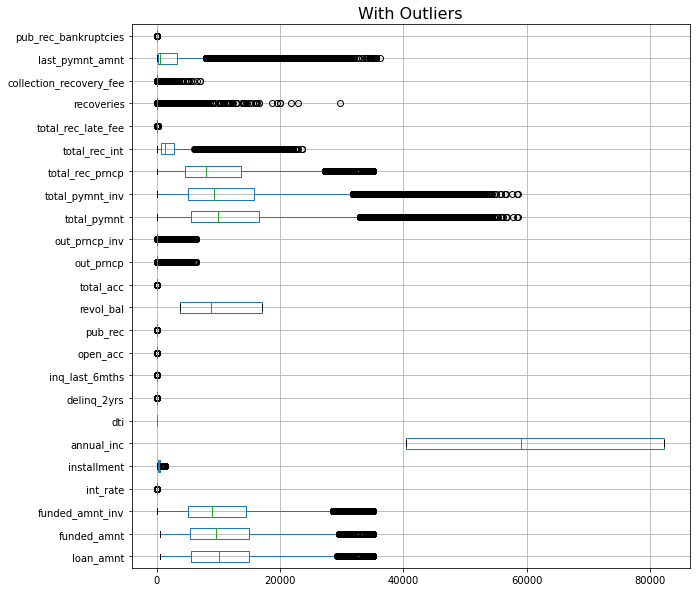 With Outliers
pub_rec_bankruptcies
last_pymnt_amnt
collection_recovery_fee
recoveries
total_rec_late_fee
total_rec_int
total_rec_prncp
total_pymnt_inv
total_pymnt
out_prncp_inv
out_prncp
total_acc
revol_bal
pub_rec
open_acc
inq_last_6mths
delinq_2yrs
dti
annual_inc
installment
int_rate
funded_amnt_inv
funded_amnt
loan_amnt
0 20000 40000 60000 80000